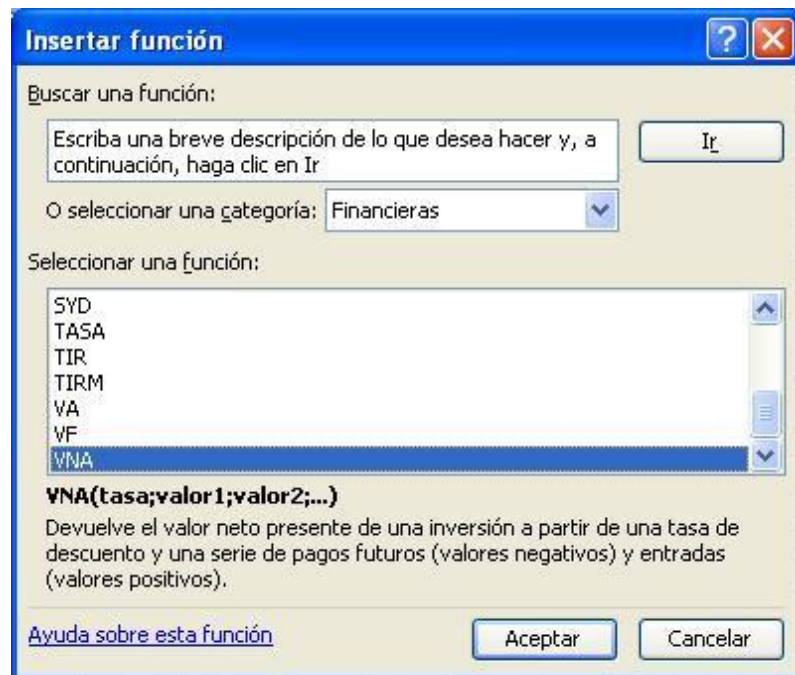 Insertar función
Buscar una función:
Escriba una breve descripción de lo que desea hacer y, a
continuación, haga clic en Ir
Ir
O seleccionar una categoría: Financieras
Seleccionar una función:
SYD
TASA
TIR
TIRM
VA
VF
VNA
VNA(tasa;valor1;valor2;...)
Devuelve el valor neto presente de una inversión a partir de una tasa de
descuento y una serie de pagos futuros (valores negativos) y entradas
(valores positivos).
Ayuda sobre esta función
Aceptar
Cancelar